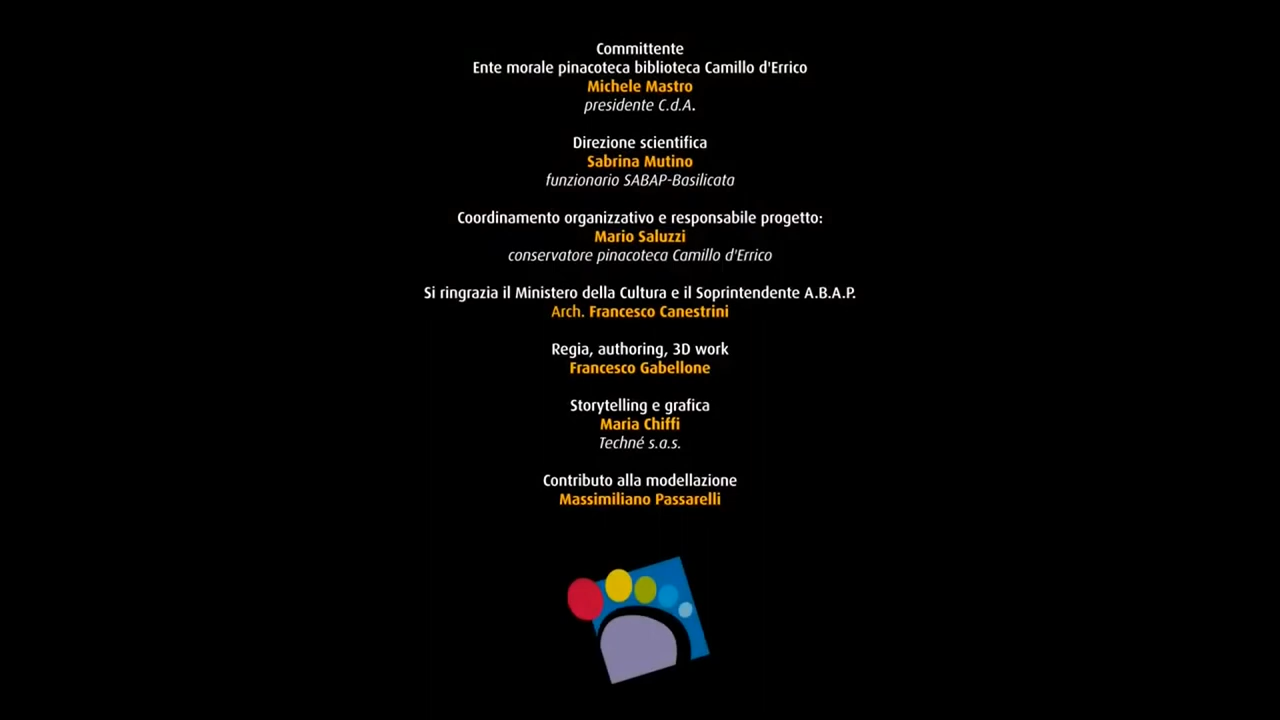 Committente
Ente morale pinacoteca biblioteca Camillo d'Errico
Michele Mastro
presidente C.d.A.
Direzione scientifica
Sabrina Mutino
funzionario SABAP-Basilicata
Coordinamento organizzativo e responsabile progetto:
Mario Saluzzi
conservatore pinacoteca Camillo d'Errico
Si ringrazia il Ministero della Cultura e il Soprintendente A.B.A.P.
Arch. Francesco Canestrini
Regia, authoring, 3D work
Francesco Gabellone
Storytelling e grafica
Maria Chiffi
Techné s.a.s.
Contributo alla modellazione
Massimiliano Passarelli